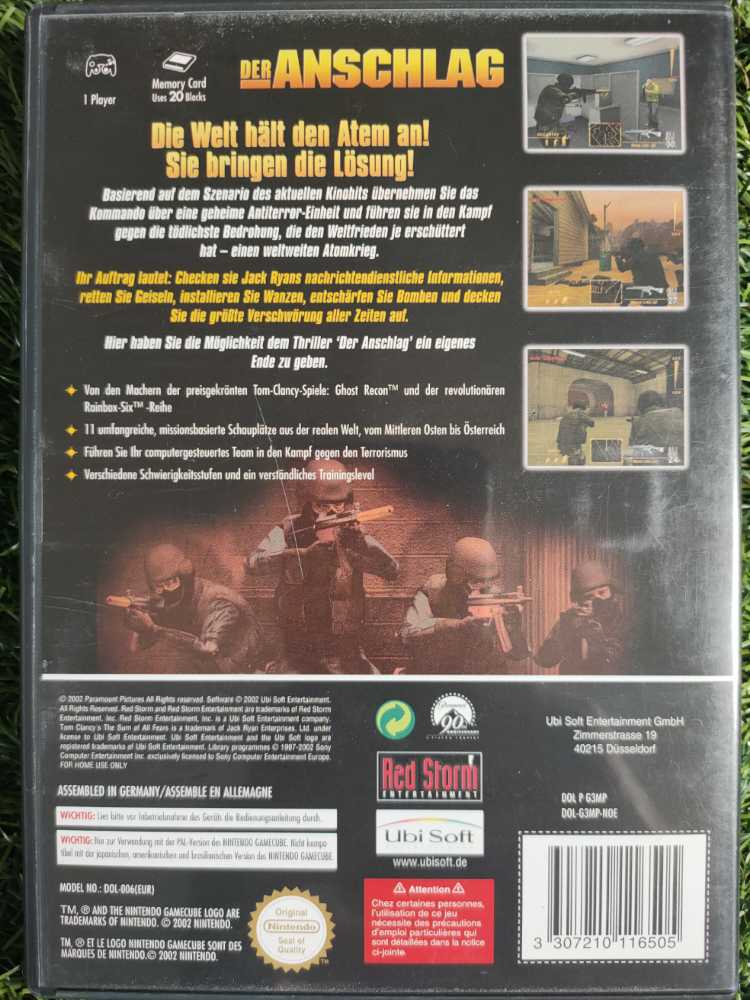 DER ANSCHLAG
1 Player
Memory Card
Uses 20 Blocks
Die Welt hält den Atem an!
Sie bringen die Lösung!
Basierend auf dem Szenario des aktuellen Kinohits übernehmen Sie das
Kommando über eine geheime Antiterror-Einheit und führen sie in den Kampf
gegen die tödlichste Bedrohung, die den Weltfrieden je erschüttert
hat – einen weltweiten Atomkrieg.
Ihr Auftrag lautet: Checken sie Jack Ryans nachrichtendienstliche Informationen,
retten Sie Geiseln, installieren Sie Wanzen, entschärfen Sie Bomben und decken
Sie die größte Verschwörung aller Zeiten auf.
Hier haben Sie die Möglichkeit dem Thriller ‘Der Anschlag’ ein eigenes
Ende zu geben.
Von den Machern der preisgekrönten Tom-Clancy-Spiele: Ghost Recon™ und der revolutionären
Rainbox-Six™ -Reihe
11 umfangreiche, missionsbasierte Schauplätze aus der realen Welt, vom Mittleren Osten bis Österreich
Führen Sie Ihr computergesteuertes Team in den Kampf gegen den Terrorismus
Verschiedene Schwierigkeitsstufen und ein verständliches Trainingslevel
© 2002 Paramount Pictures All Rights reserved. Software © 2002 Ubi Soft Entertainment.
All Rights Reserved. Red Storm and Red Storm Entertainment are trademarks of Red Storm
Entertainment, Inc. Red Storm Entertainment, Inc. is a Ubi Soft Entertainment company.
Tom Clancy's The Sum of All Fears is a trademark of Jack Ryan Enterprises, Ltd. under
license to Ubi Soft Entertainment. Ubi Soft Entertainment and the Ubi Soft logo are
registered trademarks of Ubi Soft Entertainment. Library programmes © 1997-2002 Sony
Computer Entertainment Inc. exclusively licensed to Sony Computer Entertainment Europe.
FOR HOME USE ONLY
ASSEMBLED IN GERMANY/ASSEMBLE EN ALLEMAGNE
WICHTIG: Lies bitte vor Inbetriebnahme des Geräts die Bedienungsanleitung durch.
WICHTIG: Nur zur Verwendung mit der PAL-Version des NINTENDO GAMECUBE. Nicht kompa-
tibel mit der japanischen, amerikanischen und brasilianischen Version des NINTENDO GAMECUBE.
MODEL NO.: DOL-006(EUR)
TM, ® AND THE NINTENDO GAMECUBE LOGO ARE
TRADEMARKS OF NINTENDO. © 2002 NINTENDO.
TM, ® ET LE LOGO NINTENDO GAMECUBE SONT DES
MARQUES DE NINTENDO. © 2002 NINTENDO.
Original
Nintendo
Seal of
Quality
TM
Paramount
90
ANNIVERSARY
Red Storm
ENTERTAINMENT
Ubi Soft
www.ubisoft.de
Attention
Chez certaines personnes,
l'utilisation de ce jeu
nécessite des précautions
d'emploi particulières qui
sont détaillées dans la notice
ci-jointe.
Ubi Soft Entertainment GmbH
Zimmerstrasse 19
40215 Düsseldorf
DOL P G3MP
DOL-G3MP-NOE
3 307210 116505